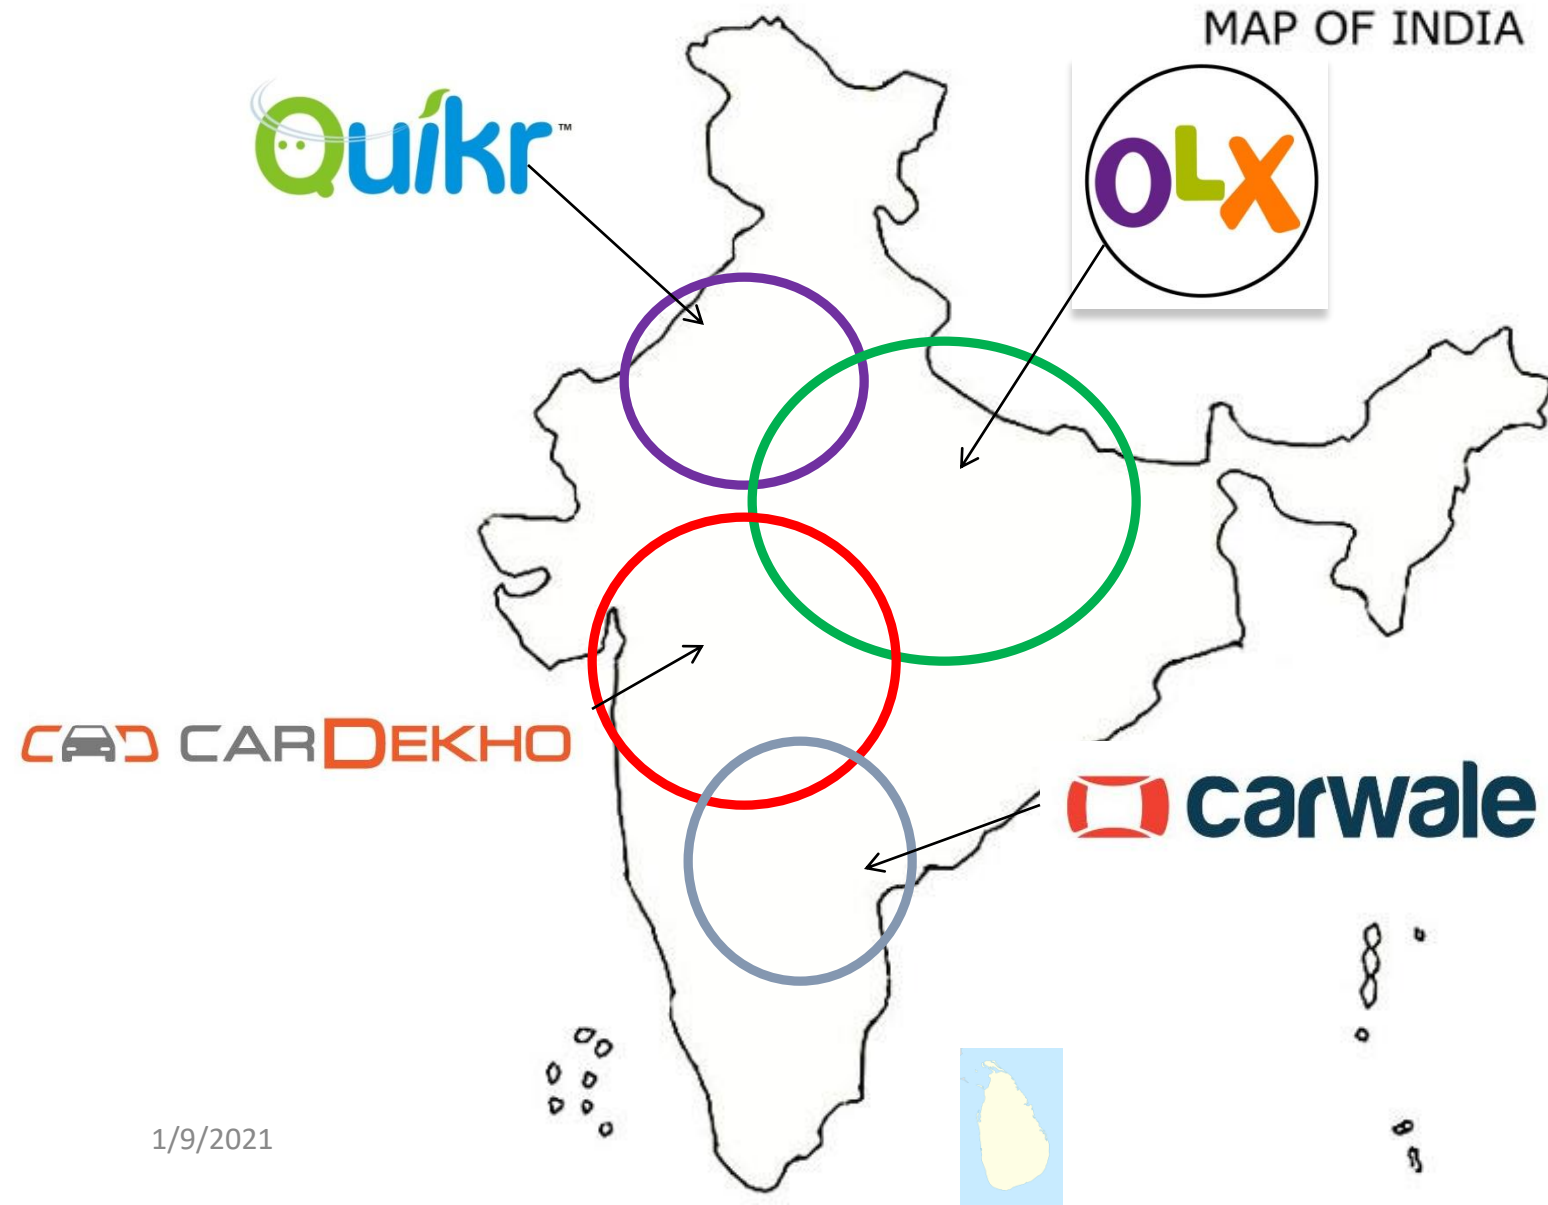 MAP OF INDIA
Quikr™
OLX
CARDEKHO
carwale
1/9/2021